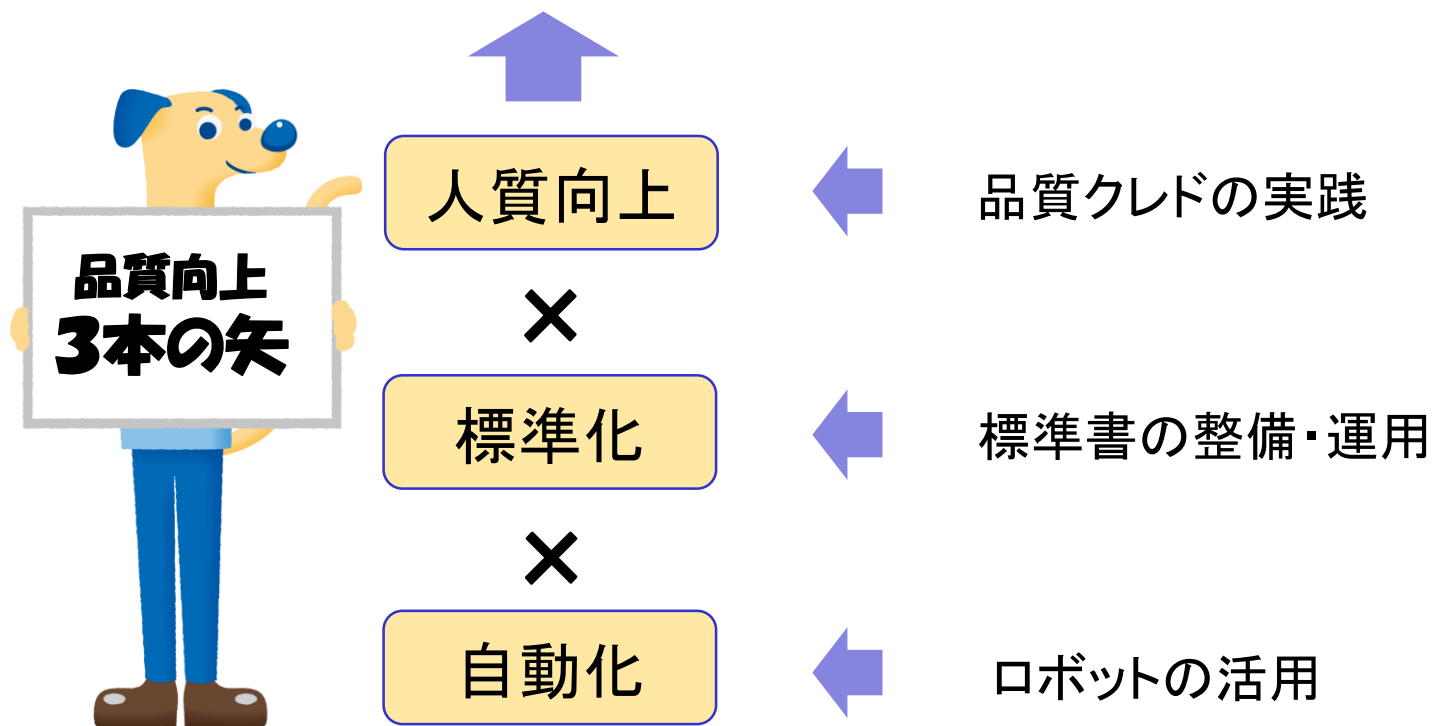 品質向上
3本の矢
人質向上
品質クレドの実践
×
標準化
標準書の整備・運用
×
自動化
ロボットの活用